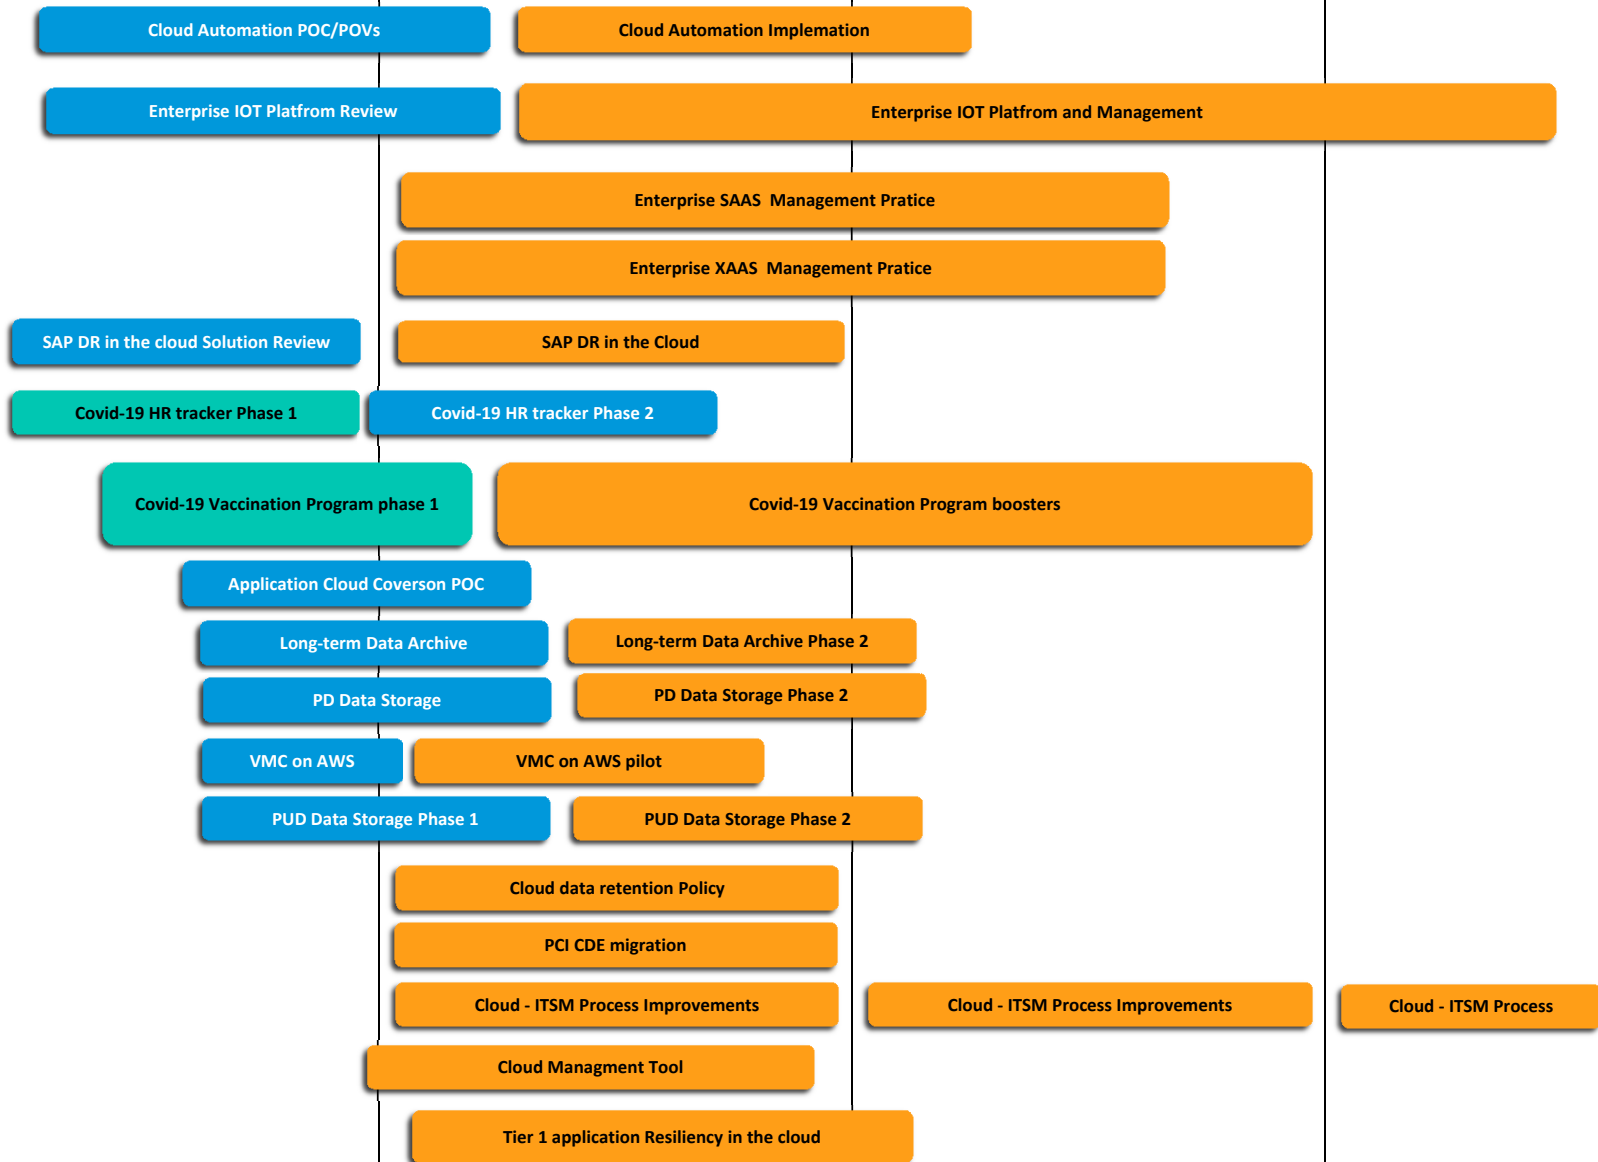 Cloud Automation POC/POVs
Cloud Automation Implemation
Enterprise IOT Platfrom Review
Enterprise IOT Platfrom and Management
Enterprise SAAS  Management Pratice
Enterprise XAAS  Management Pratice
SAP DR in the cloud Solution Review
SAP DR in the Cloud
Covid-19 HR tracker Phase 1
Covid-19 HR tracker Phase 2
Covid-19 Vaccination Program phase 1
Covid-19 Vaccination Program boosters
Application Cloud Coverson POC
Long-term Data Archive
Long-term Data Archive Phase 2
PD Data Storage
PD Data Storage Phase 2
VMC on AWS
VMC on AWS pilot
PUD Data Storage Phase 1
PUD Data Storage Phase 2
Cloud data retention Policy
PCI CDE migration
Cloud - ITSM Process Improvements
Cloud - ITSM Process Improvements
Cloud - ITSM Process
Cloud Managment Tool
Tier 1 application Resiliency in the cloud